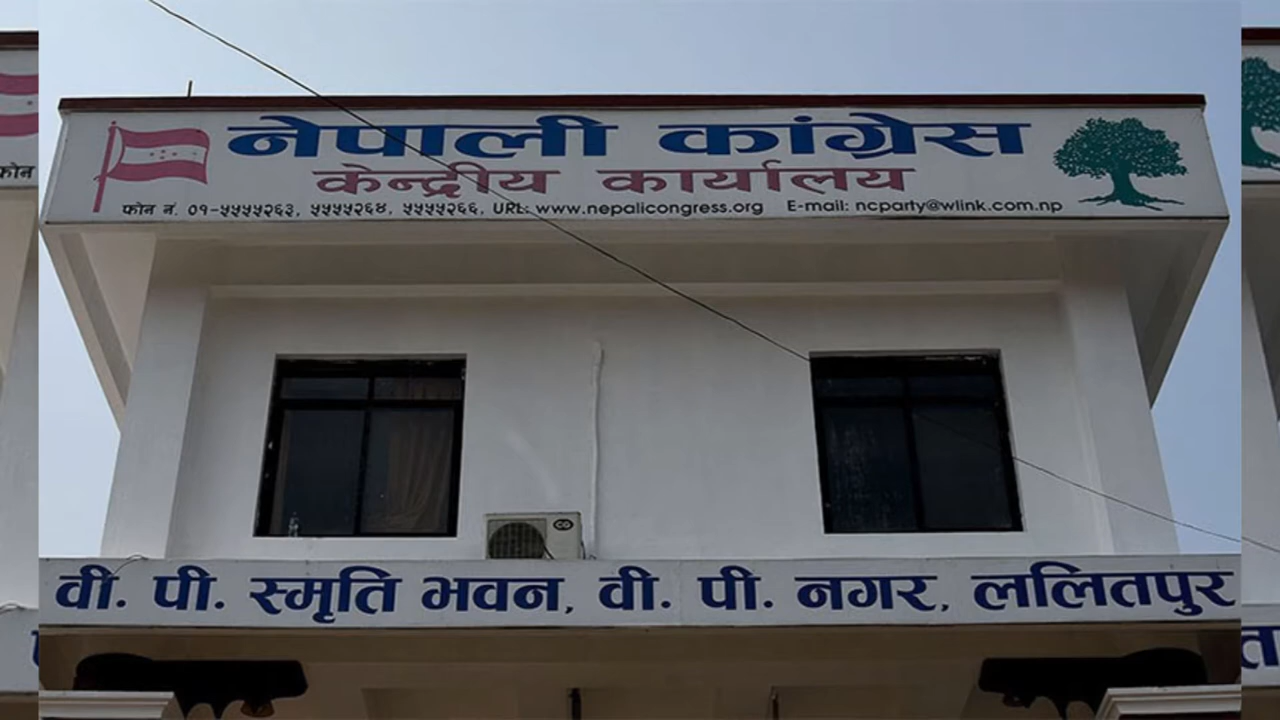 नेपाली कांग्रेस
केन्द्रीय कार्यालय
फोन नं. ०१-५५५५२६३, ५५५५२६४, ५५५५२६६, URL: www.nepalicongress.org E-mail: ncparty@wlink.com.np
वी. पी. स्मृति भवन, वी. पी. नगर, ललितपुर
फोन